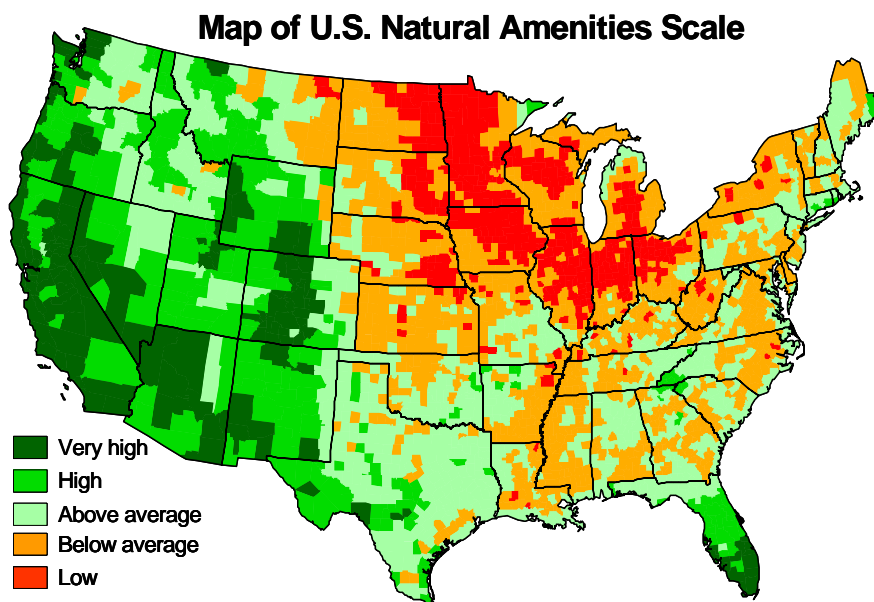 Map of U.S. Natural Amenities Scale
Very high
High
Above average
Below average
Low